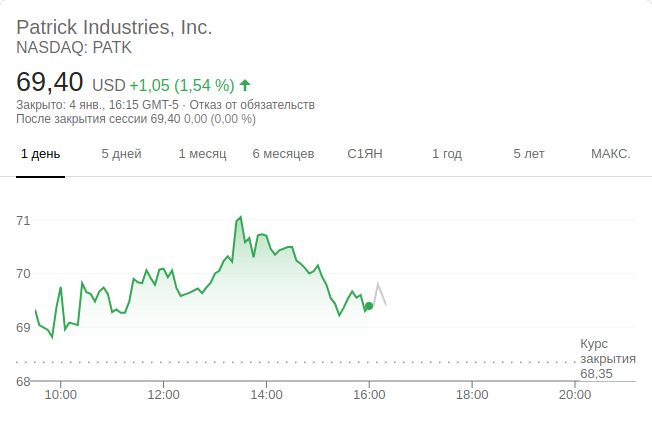 Patrick Industries, Inc.
NASDAQ: PATK
69,40 USD +1,05 (1,54 %)
Закрыто: 4 янв., 16:15 GMT-5 · Отказ от обязательств
После закрытия сессии 69,40 0,00 (0,00 %)
1 день 5 дней 1 месяц 6 месяцев С1ЯН 1 год 5 лет МАКС.
71
70
69
Курс
закрытия
68,35
68
10:00 12:00 14:00 16:00 18:00 20:00